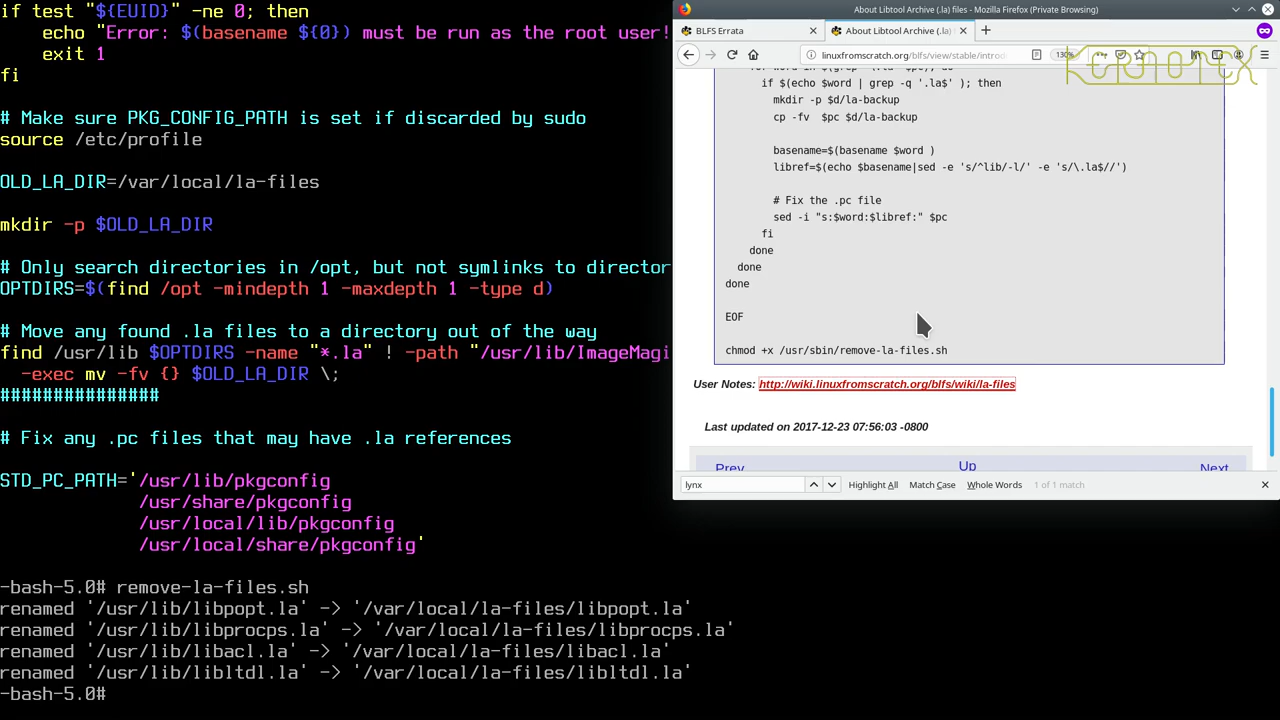 if test "${EUID}" -ne 0; then
echo "Error: $(basename ${0}) must be run as the root user!
exit 1
fi
# Make sure PKG_CONFIG_PATH is set if discarded by sudo
source /etc/profile
OLD_LA_DIR=/var/local/la-files
mkdir -p $OLD_LA_DIR
# Only search directories in /opt, but not symlinks to director
OPTDIRS=$(find /opt -mindepth 1 -maxdepth 1 -type d)
# Move any found .la files to a directory out of the way
find /usr/lib $OPTDIRS -name "*.la" ! -path "/usr/lib/ImageMagi
-exec mv -fv {} $OLD_LA_DIR \;
###############
# Fix any .pc files that may have .la references
STD_PC_PATH='/usr/lib/pkgconfig
/usr/share/pkgconfig
/usr/local/lib/pkgconfig
/usr/local/share/pkgconfig'
-bash-5.0# remove-la-files.sh
renamed '/usr/lib/libpopt.la' -> '/var/local/la-files/libpopt.la'
renamed '/usr/lib/libprocps.la' -> '/var/local/la-files/libprocps.la'
renamed '/usr/lib/libacl.la' -> '/var/local/la-files/libacl.la'
renamed '/usr/lib/libltdl.la' -> '/var/local/la-files/libltdl.la'
-bash-5.0#
About Libtool Archive (.la) files - Mozilla Firefox (Private Browsing)
BLFS Errata
About Libtool Archive (.la)
linuxfromscratch.org/blfs/view/stable/introd
130%
KERNOTEX
if $(echo $word | grep -q '.la$' ); then
mkdir -p $d/la-backup
cp -fv  $pc $d/la-backup
basename=$(basename $word )
libref=$(echo $basename|sed -e 's/^lib/-l/' -e 's/\.la$//')
# Fix the .pc file
sed -i "s:$word:$libref:" $pc
fi
done
done
done
EOF
chmod +x /usr/sbin/remove-la-files.sh
User Notes: http://wiki.linuxfromscratch.org/blfs/wiki/la-files
Last updated on 2017-12-23 07:56:03 -0800
Prev Up Next
lynx
Highlight All Match Case Whole Words 1 of 1 match